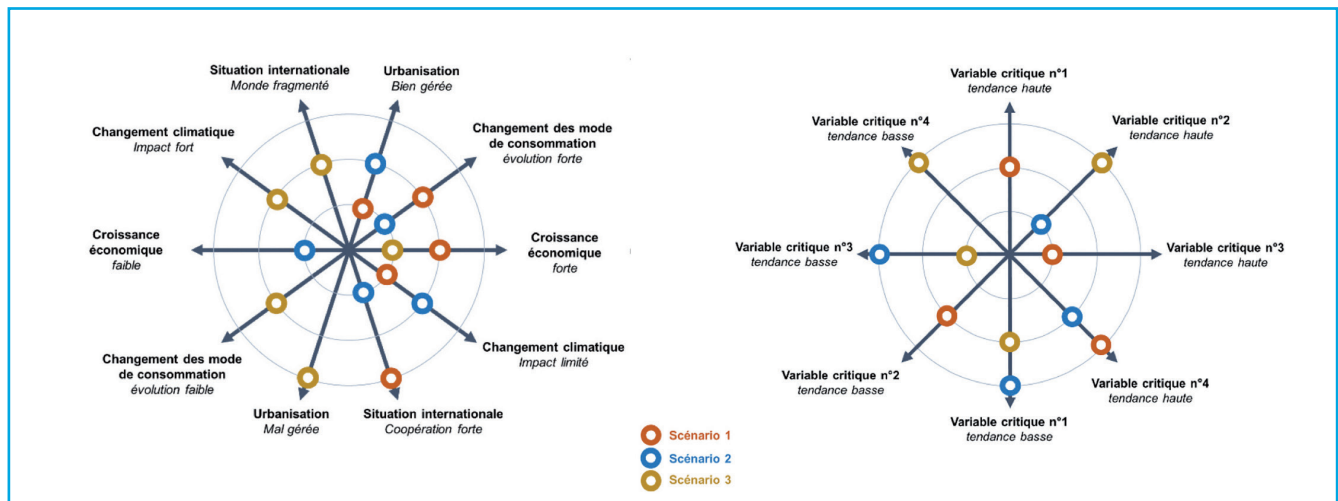 Situation internationale
Monde fragmenté
Urbanisation
Bien gérée
Changement climatique
Impact fort
Changement des mode
de consommation
évolution forte
Croissance
économique
faible
Croissance
économique
forte
Changement des mode
de consommation
évolution faible
Changement climatique
Impact limité
Urbanisation
Mal gérée
Situation internationale
Coopération forte
Scénario 1
Scénario 2
Scénario 3
Variable critique n°1
tendance haute
Variable critique n°4
tendance basse
Variable critique n°2
tendance haute
Variable critique n°3
tendance basse
Variable critique n°3
tendance haute
Variable critique n°2
tendance basse
Variable critique n°4
tendance haute
Variable critique n°1
tendance basse